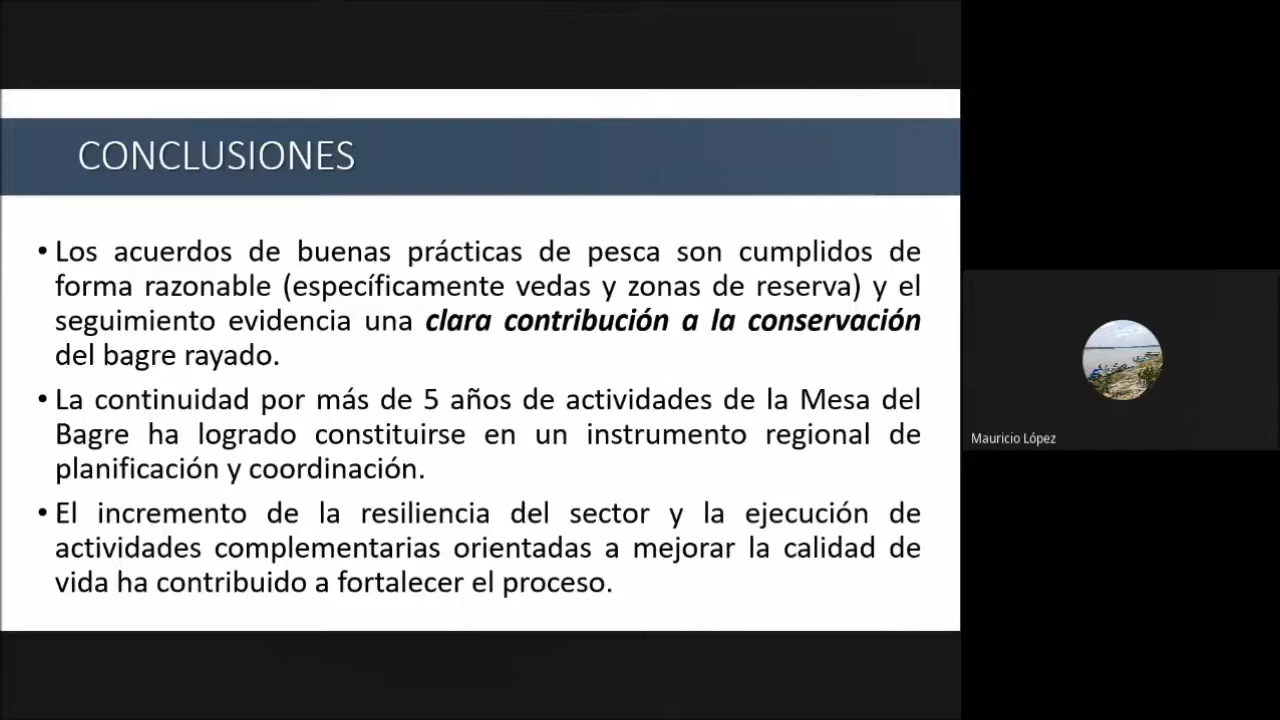 CONCLUSIONES
• Los acuerdos de buenas prácticas de pesca son cumplidos de
forma razonable (específicamente vedas y zonas de reserva) y el
seguimiento evidencia una clara contribución a la conservación
del bagre rayado.
• La continuidad por más de 5 años de actividades de la Mesa del
Bagre ha logrado constituirse en un instrumento regional de
planificación y coordinación.
• El incremento de la resiliencia del sector y la ejecución de
actividades complementarias orientadas a mejorar la calidad de
vida ha contribuido a fortalecer el proceso.
Mauricio López